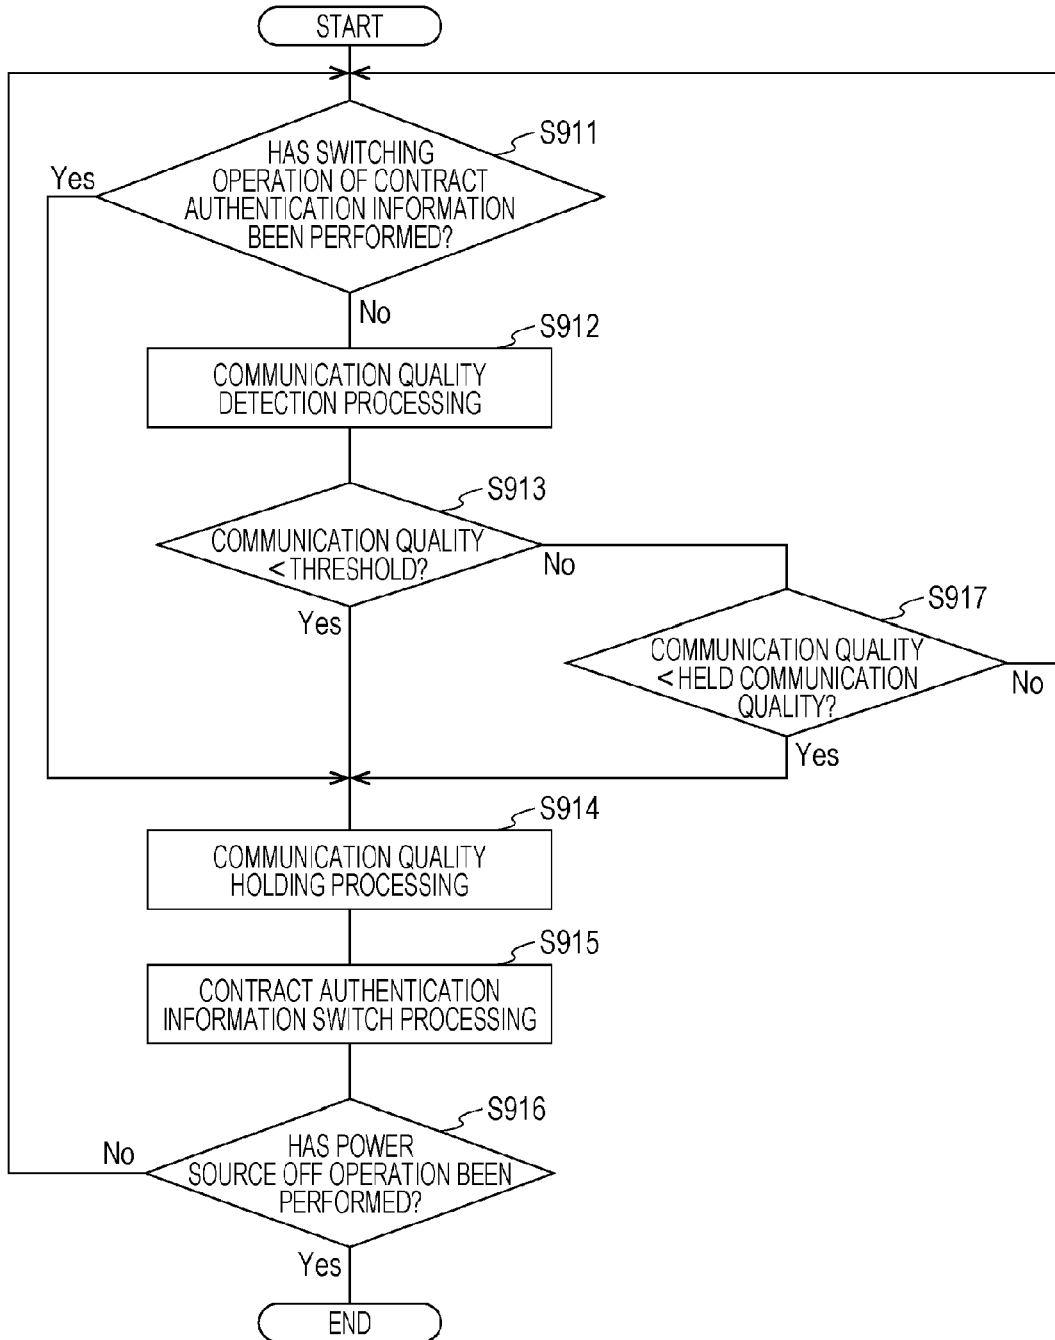 START
S911
HAS SWITCHING
OPERATION OF CONTRACT
AUTHENTICATION INFORMATION
BEEN PERFORMED?
Yes
No
S912
COMMUNICATION QUALITY
DETECTION PROCESSING
S913
COMMUNICATION QUALITY
< THRESHOLD?
No
Yes
S917
COMMUNICATION QUALITY
< HELD COMMUNICATION
QUALITY?
No
Yes
S914
COMMUNICATION QUALITY
HOLDING PROCESSING
S915
CONTRACT AUTHENTICATION
INFORMATION SWITCH PROCESSING
S916
HAS POWER
SOURCE OFF OPERATION BEEN
PERFORMED?
No
Yes
END